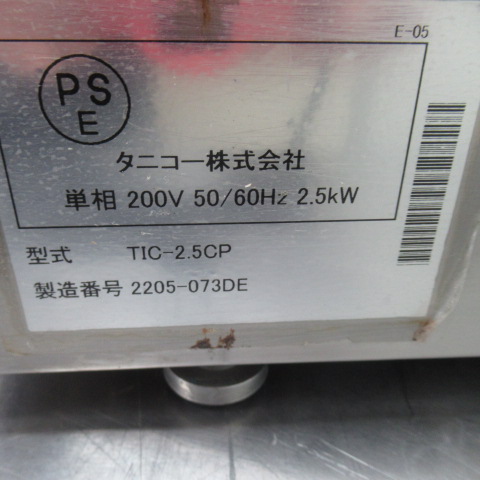 E-05
PS
E
タニコー株式会社
単相 200V 50/60Hz 2.5kW
型式 TIC-2.5CP
製造番号 2205-073DE